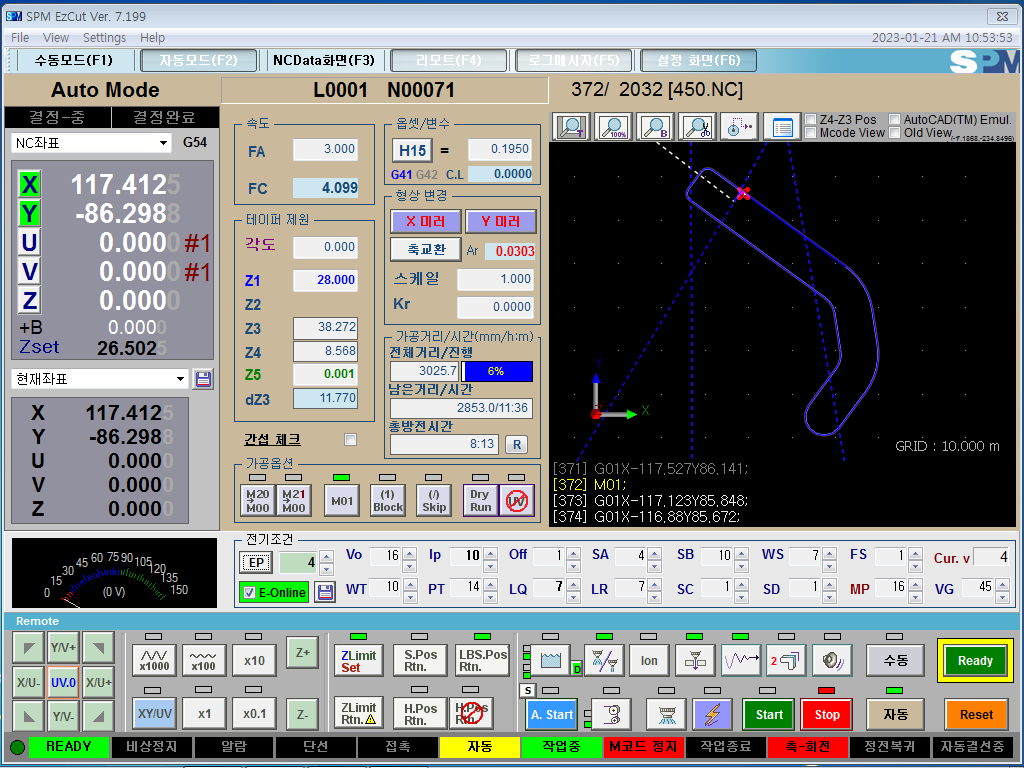 SPM EzCut Ver. 7.199
File View Settings Help
2023-01-21 AM 10:53:53
수동모드(F1) 자동모드(F2) NCData화면(F3) 리모트(F4) 로그메시지(F5) 설정 화면(F6)
SPM
Auto Mode
L0001 N00071
372/ 2032 [450.NC]
결정-중 결정완료
NC좌표 G54
X 117.4125
Y -86.2988
U 0.0000 #1
V 0.0000 #1
Z 0.0000
+B 0.0000
Zset 26.5025
현재좌표
X 117.4125
Y -86.2988
U 0.0000
V 0.0000
Z 0.0000
속도
FA 3.000
FC 4.099
테이퍼 제원
각도 0.000
Z1 28.000
Z2
Z3 38.272
Z4 8.568
Z5 0.001
dZ3 11.770
간섭 체크
옵셋/변수
H15 = 0.1950
G41 G42 C.L 0.0000
형상 변경
X 미러 Y 미러
축교환 Ar 0.0303
스케일 1.000
Kr 0.0000
가공거리/시간(mm/h:m)
전체거리/진행
3025.7 6%
남은거리/시간
2853.0/11:36
총방전시간
8:13 R
가공옵션
M20 M00
M21 M00
M01
(1) Block
(/) Skip
Dry Run
UV
T 100% B
Z4-Z3 Pos AutoCAD(TM) Emul.
Mcode View Old View
(-7.1868,-234.8496)
Y
X
GRID : 10.000 m
[371] G01X-117,527Y86,141;
[372] M01;
[373] G01X-117,123Y85,848;
[374] G01X-116,88Y85,672;
0 15 30 45 60 75 90 105 120 135 150
(0 V)
전기조건
EP 4
E-Online
Vo 16 Ip 10 Off 1 SA 4 SB 10 WS 7 FS 1 Cur. v 4
WT 10 PT 14 LQ 7 LR 7 SC 1 SD 1 MP 16 VG 45
Remote
Y/V+
X/U- UV.0 X/U+
Y/V-
x1000 x100 x10 Z+
XY/UV x1 x0.1 Z-
ZLimit Set
S.Pos Rtn.
LBS.Pos Rtn.
ZLimit Rtn.
H.Pos Rtn.
H.Pos Rtn.
D
Ion
2
수동
Ready
S
A. Start
Start
Stop
자동
Reset
READY 비상정지 알람 단선 접촉 자동 작업중 M코드 정지 작업종료 축-회전 정전복귀 자동결선중